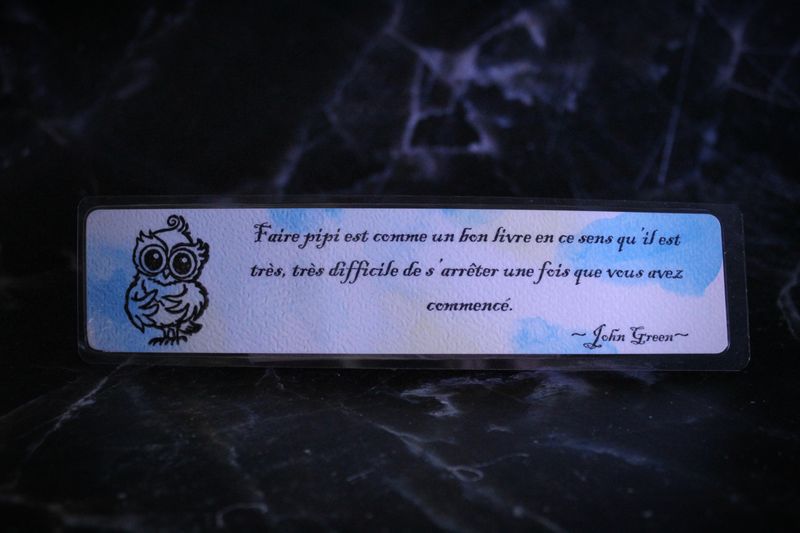 Faire pipi est comme un bon livre en ce sens qu'il est
très, très difficile de s'arrêter une fois que vous avez
commencé.
~John Green~